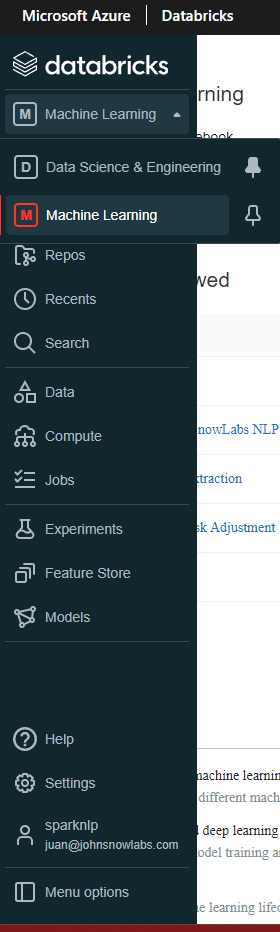 Microsoft Azure | Databricks
databricks
M Machine Learning
rning
ebook
D Data Science & Engineering
M Machine Learning
Repos
wed
Recents
Search
Data
nowLabs NLP
Compute
Jobs
xtraction
Experiments
sk Adjustment
Feature Store
Models
Help
machine learnin
Settings
different mach
sparknlp
deep learning
juan@johnsnowlabs.com
odel training a
Menu options
ne learning lifec